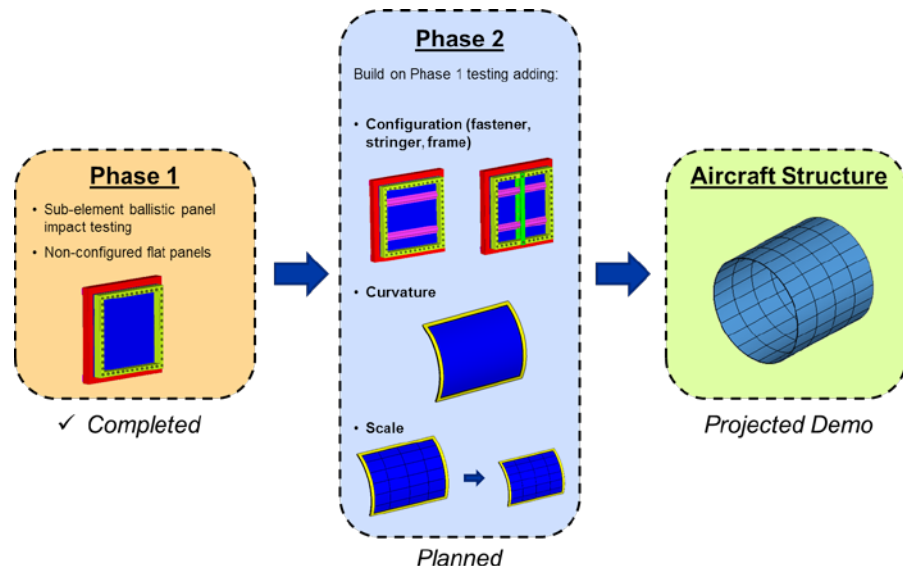 Phase 1
• Sub-element ballistic panel
impact testing
• Non-configured flat panels
✓ Completed
Phase 2
Build on Phase 1 testing adding:
• Configuration (fastener,
stringer, frame)
• Curvature
• Scale
Planned
Aircraft Structure
Projected Demo